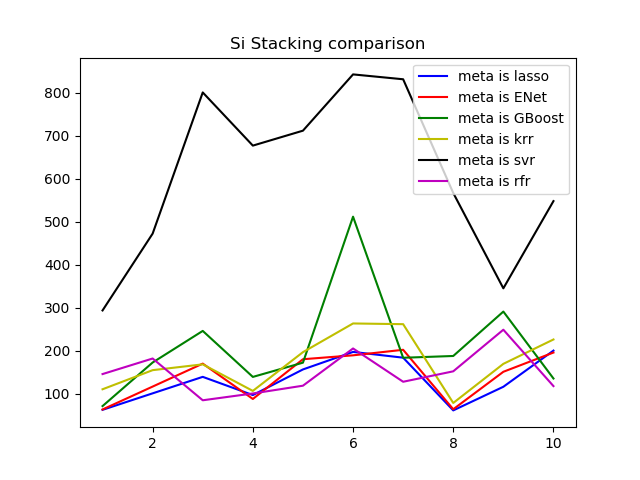 Si Stacking comparison
meta is lasso
meta is ENet
meta is GBoost
meta is krr
meta is svr
meta is rfr
800
700
600
500
400
300
200
100
2 4 6 8 10